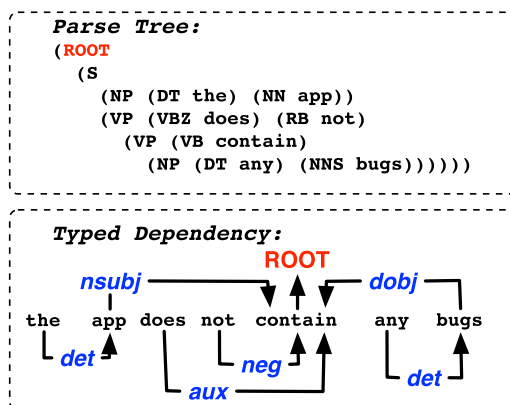 Parse Tree:
(ROOT
(S
(NP (DT the) (NN app))
(VP (VBZ does) (RB not)
(VP (VB contain)
(NP (DT any) (NNS bugs))))))
Typed Dependency:
ROOT
nsubj dobj
the app does not contain any bugs
det neg det
aux